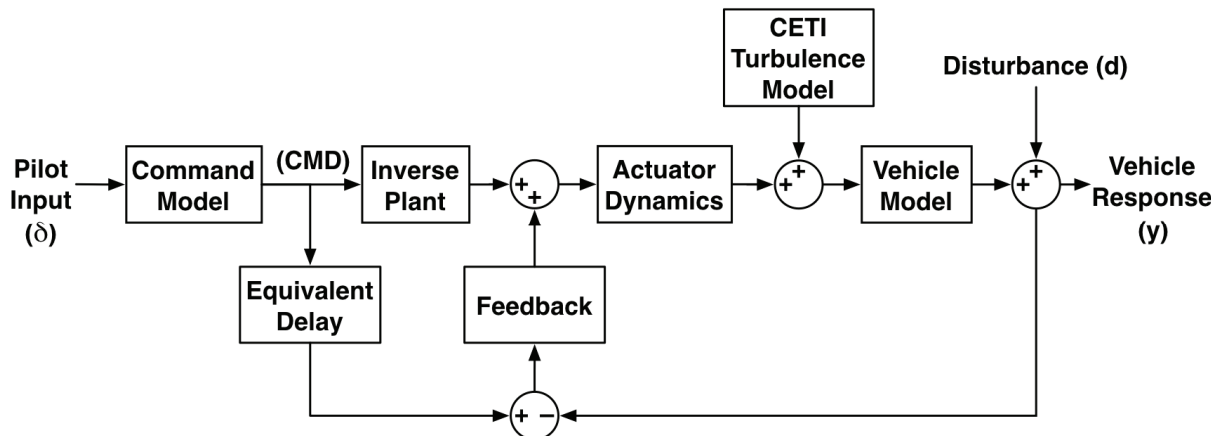 CETI
Turbulence
Model
Disturbance (d)
Pilot
Input
(δ)
Command
Model
(CMD)
Inverse
Plant
+
+
Actuator
Dynamics
+
+
Vehicle
Model
+
+
Vehicle
Response
(y)
Equivalent
Delay
Feedback
+ −